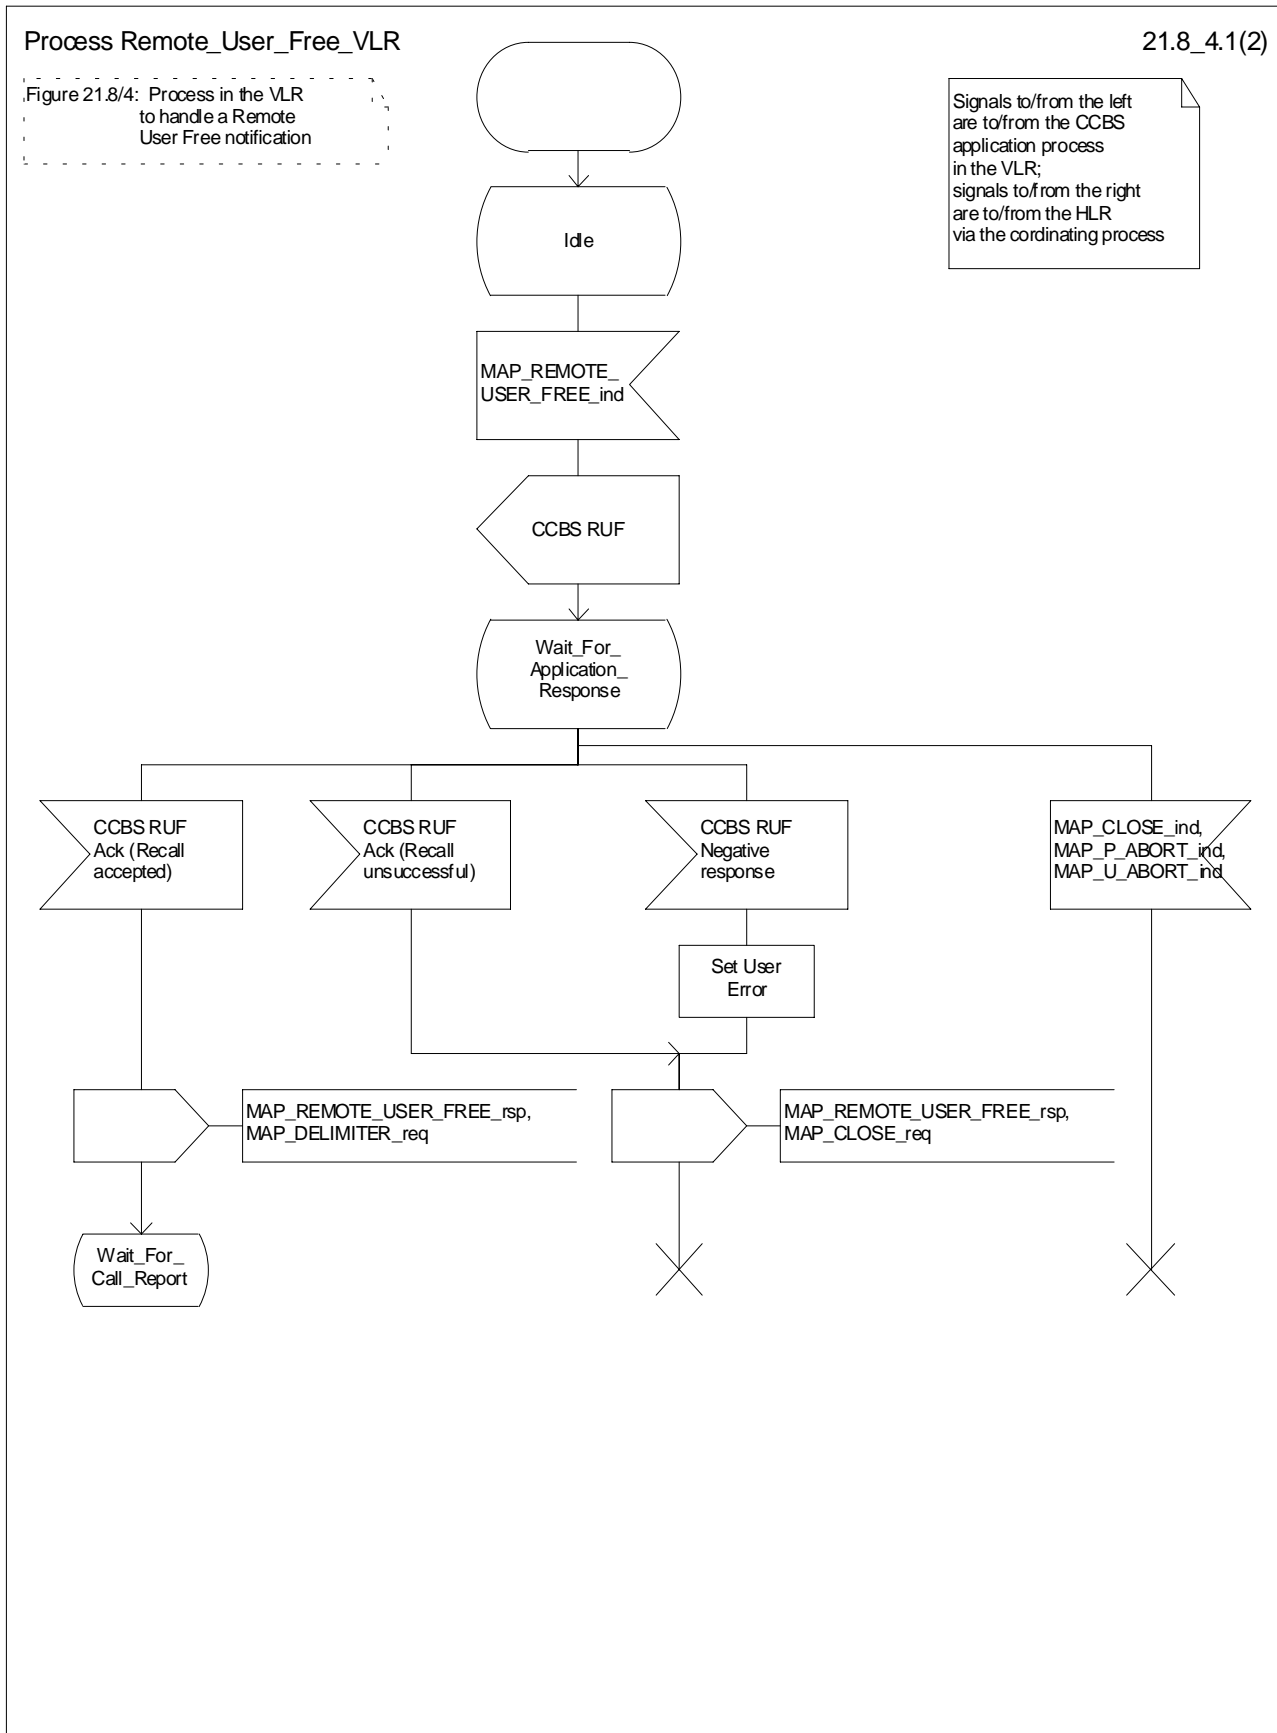 Process Remote_User_Free_VLR
21.8_4.1(2)
Figure 21.8/4: Process in the VLR
to handle a Remote
User Free notification
Signals to/from the left
are to/from the CCBS
application process
in the VLR;
signals to/from the right
are to/from the HLR
via the cordinating process
Idle
MAP_REMOTE_
USER_FREE_ind
CCBS RUF
Wait_For_
Application_
Response
CCBS RUF
Ack (Recall
accepted)
CCBS RUF
Ack (Recall
unsuccessful)
CCBS RUF
Negative
response
MAP_CLOSE_ind,
MAP_P_ABORT_ind,
MAP_U_ABORT_ind
Set User
Error
MAP_REMOTE_USER_FREE_rsp,
MAP_DELIMITER_req
MAP_REMOTE_USER_FREE_rsp,
MAP_CLOSE_req
Wait_For_
Call_Report